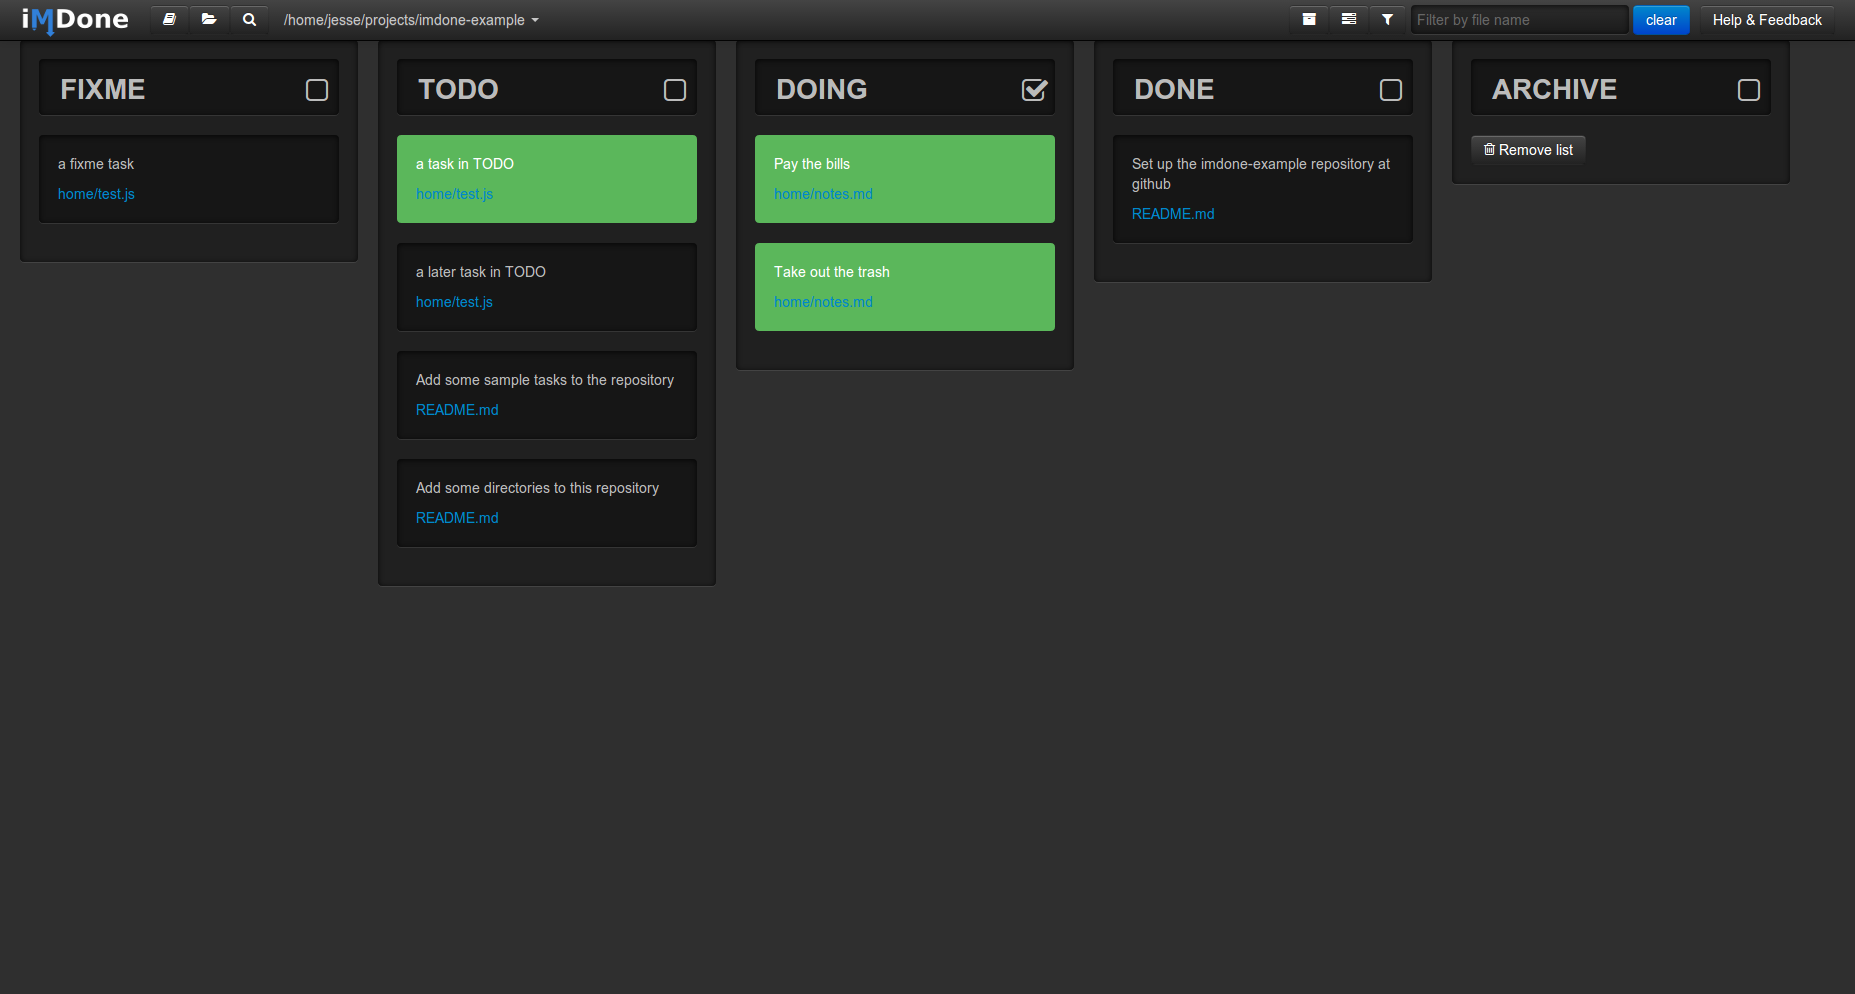 iMDone /home/jesse/projects/imdone-example Filter by file name clear Help & Feedback
FIXME
a fixme task
home/test.js
TODO
a task in TODO
home/test.js
a later task in TODO
home/test.js
Add some sample tasks to the repository
README.md
Add some directories to this repository
README.md
DOING
Pay the bills
home/notes.md
Take out the trash
home/notes.md
DONE
Set up the imdone-example repository at
github
README.md
ARCHIVE
Remove list